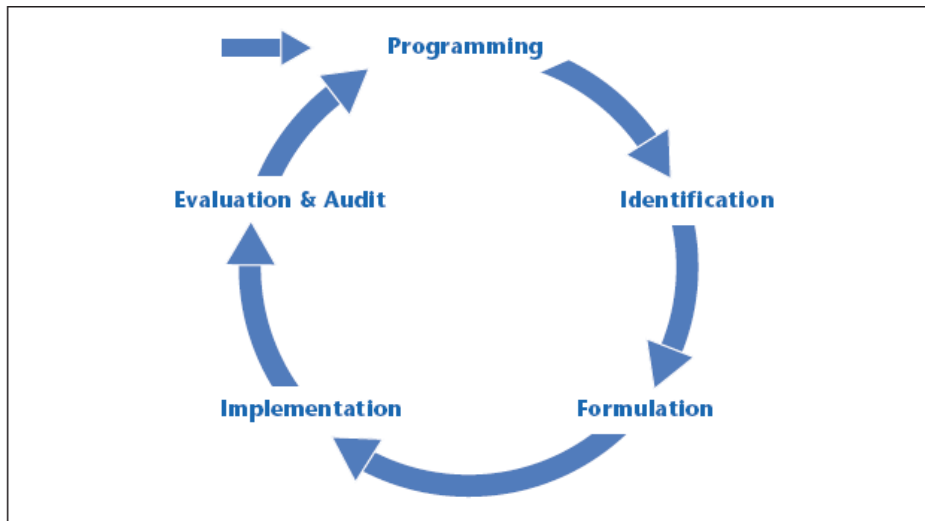 Programming
Evaluation & Audit
Identification
Implementation
Formulation